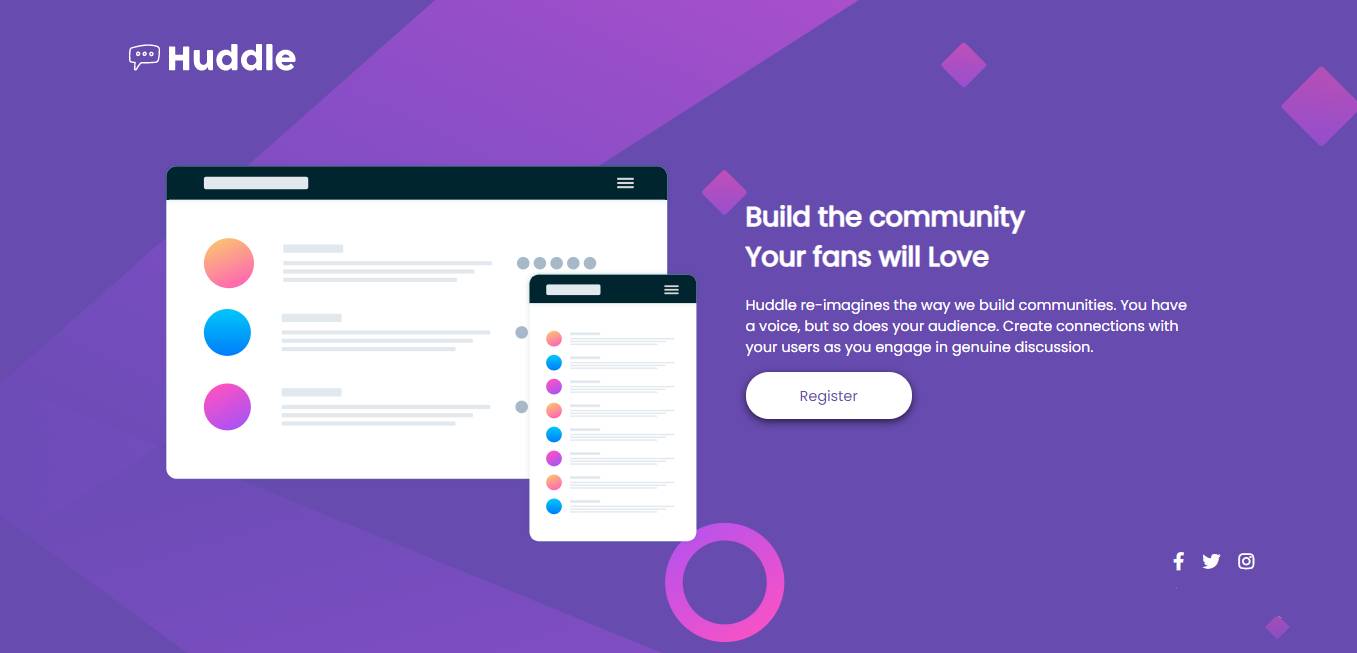 Huddle
Build the community
Your fans will Love
Huddle re-imagines the way we build communities. You have
a voice, but so does your audience. Create connections with
your users as you engage in genuine discussion.
Register